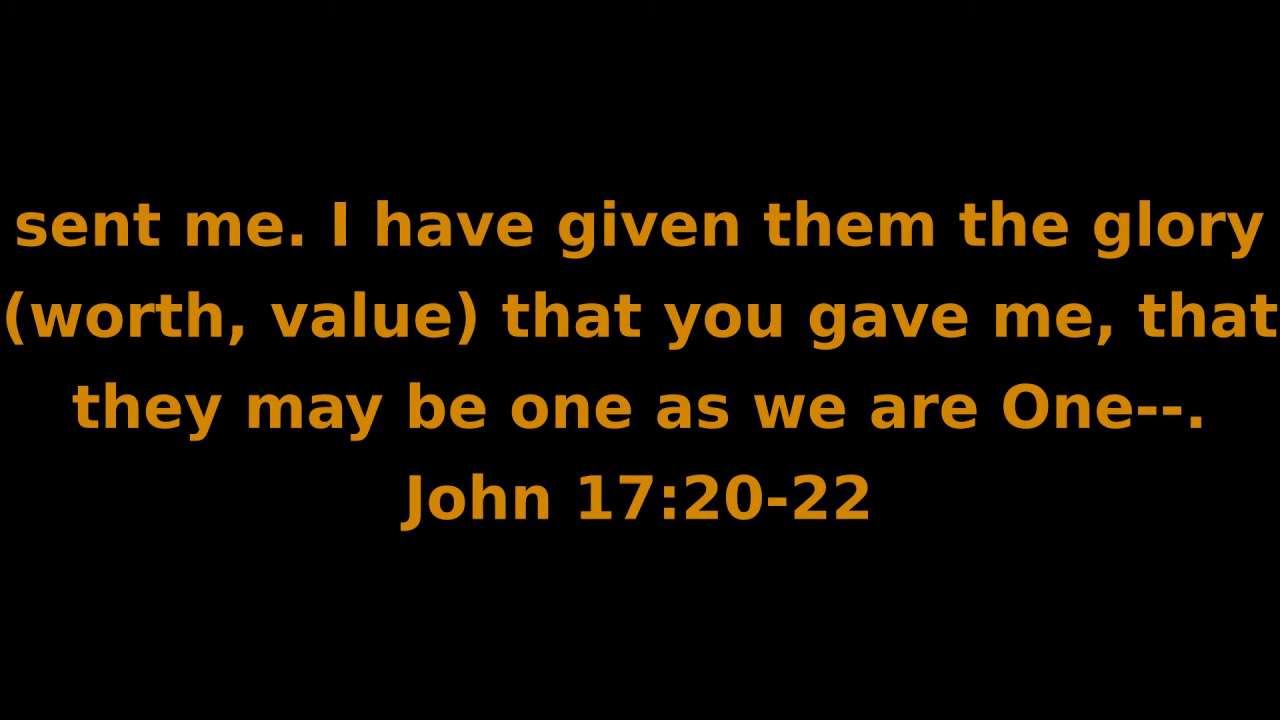 sent me. I have given them the glory
(worth, value) that you gave me, that
they may be one as we are One--.
John 17:20-22